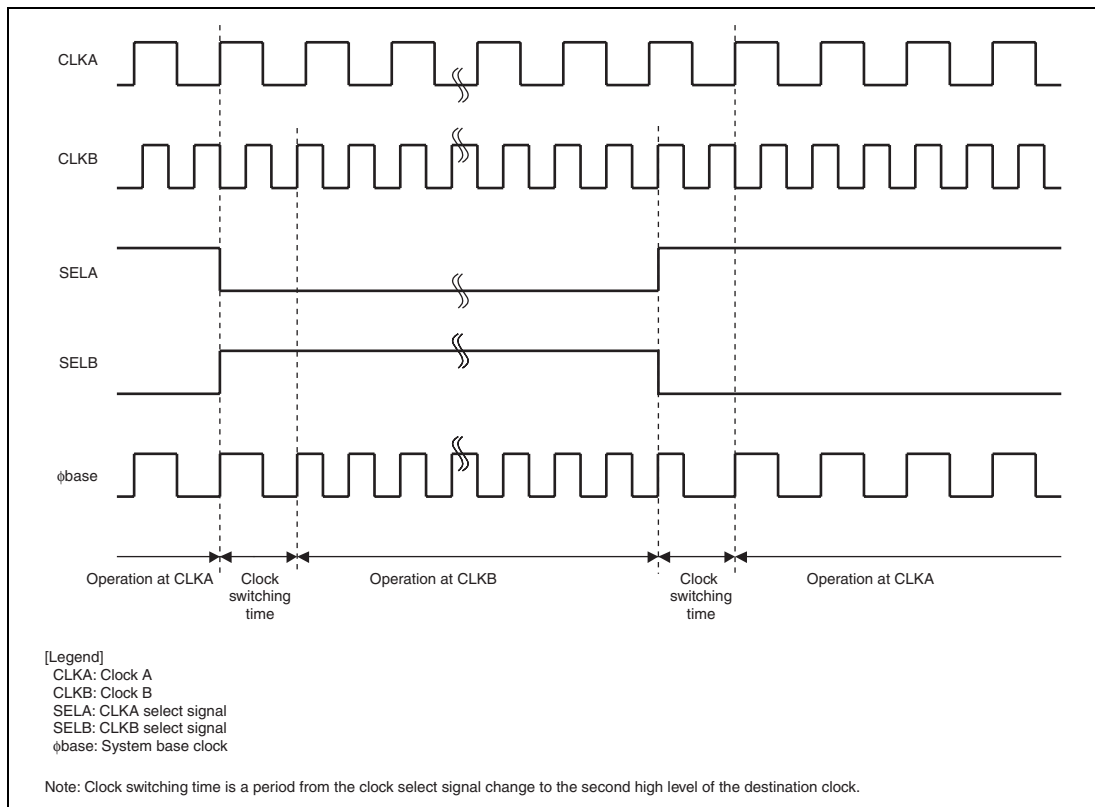 CLKA
CLKB
SELA
SELB
ϕbase
Operation at CLKA
Clock
switching
time
Operation at CLKB
Clock
switching
time
Operation at CLKA
[Legend]
CLKA: Clock A
CLKB: Clock B
SELA: CLKA select signal
SELB: CLKB select signal
ϕbase: System base clock
Note: Clock switching time is a period from the clock select signal change to the second high level of the destination clock.